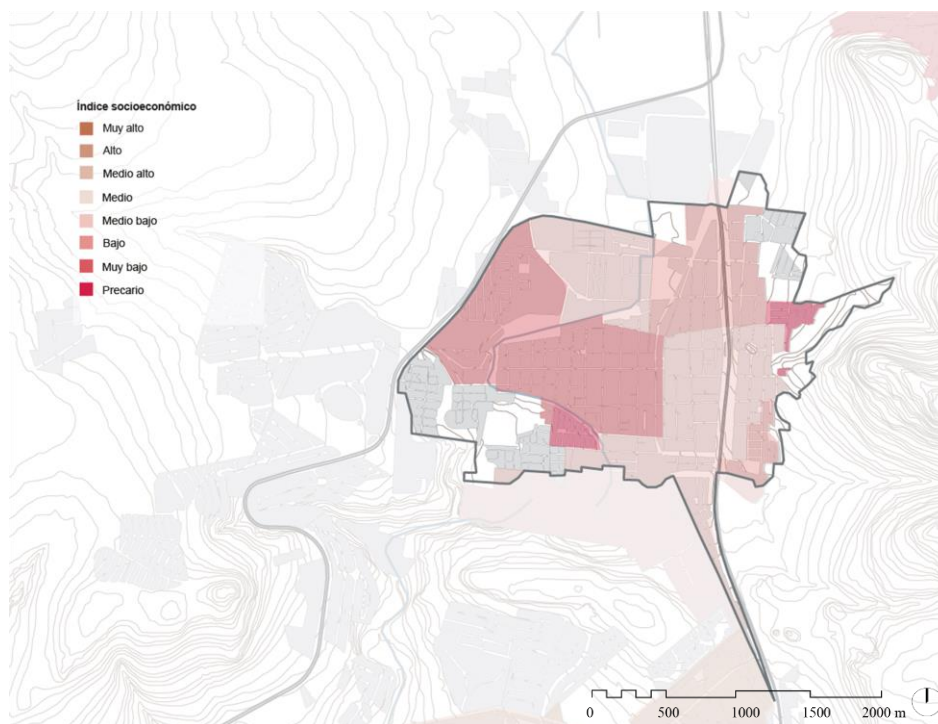 Índice socioeconómico
Muy alto
Alto
Medio alto
Medio
Medio bajo
Bajo
Muy bajo
Precario
0 500 1000 1500 2000 m